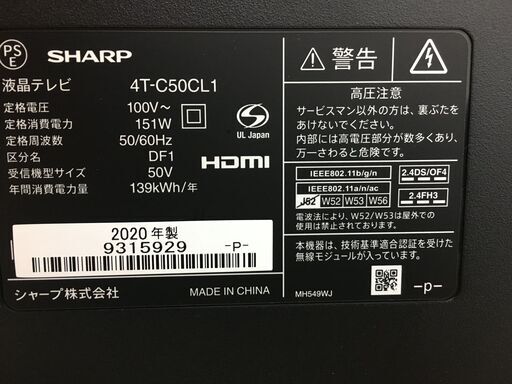 PS
E
SHARP
液晶テレビ 4T-C50CL1
定格電圧 100V～
定格消費電力 151W
定格周波数 50/60Hz
区分名 DF1
受信機型サイズ 50V
年間消費電力量 139kWh/年
UL Japan
HDMI
2020 年製
9315929 -P-
シャープ株式会社 MADE IN CHINA
警告
高圧注意
サービスマン以外の方は、裏ぶたを
あけないでください。
内部には高電圧部分が数多くあり、
万一さわると危険です。
IEEE802.11b/g/n
2.4DS/OF4
IEEE802.11a/n/ac
J52 W52 W53 W56
2.4FH3
電波法により、W52/W53は屋外での
使用は禁止されています。
本機器は、技術基準適合認証を受けた
無線モジュールが入っています。
MH549WJ
-p-